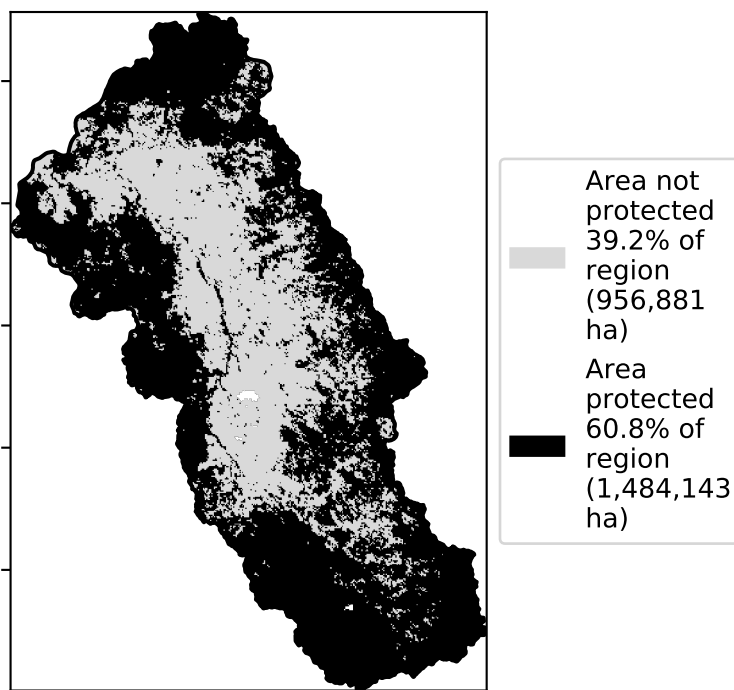 Area not
protected
39.2% of
region
(956,881
ha)
Area
protected
60.8% of
region
(1,484,143
ha)